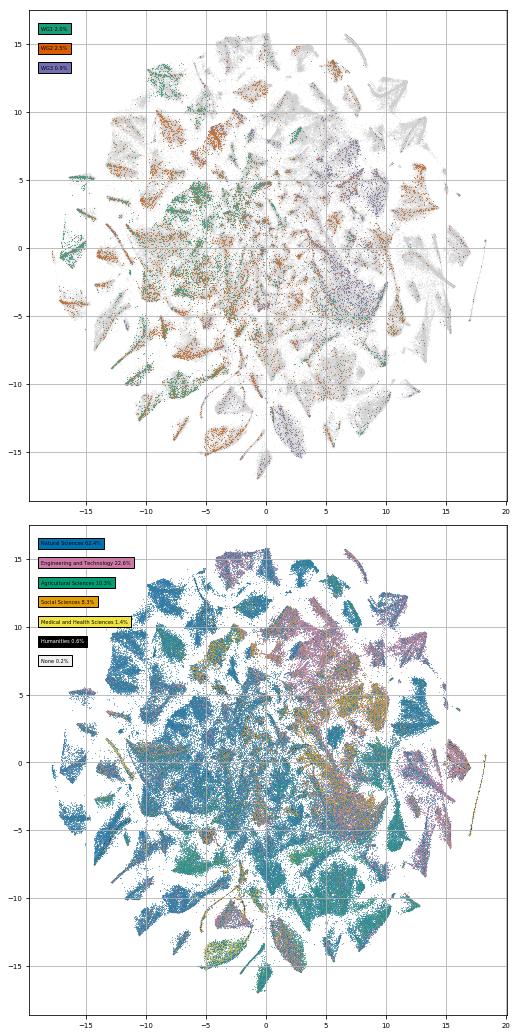 WG1 2.0%
WG2 2.5%
WG3 0.9%
15
10
5
0
−5
−10
−15
−15 −10 −5 0 5 10 15 20
Natural Sciences 62.4%
Engineering and Technology 22.6%
Agricultural Sciences 10.3%
Social Sciences 8.3%
Medical and Health Sciences 1.4%
Humanities 0.6%
None 0.2%
15
10
5
0
−5
−10
−15
−15 −10 −5 0 5 10 15 20